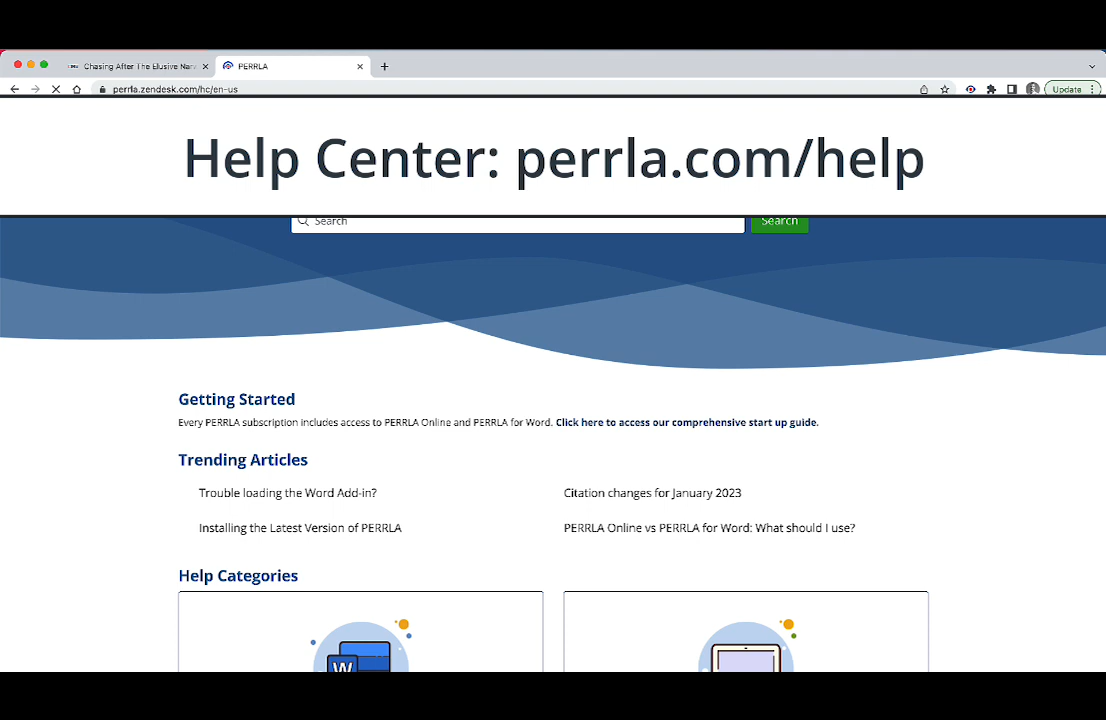 Chasing After The Elusive Nar
PERRLA
perrla.zendesk.com/hc/en-us
Update
Help Center: perrla.com/help
Search
Search
Getting Started
Every PERRLA subscription includes access to PERRLA Online and PERRLA for Word. Click here to access our comprehensive start up guide.
Trending Articles
Trouble loading the Word Add-in?
Citation changes for January 2023
Installing the Latest Version of PERRLA
PERRLA Online vs PERRLA for Word: What should I use?
Help Categories
W